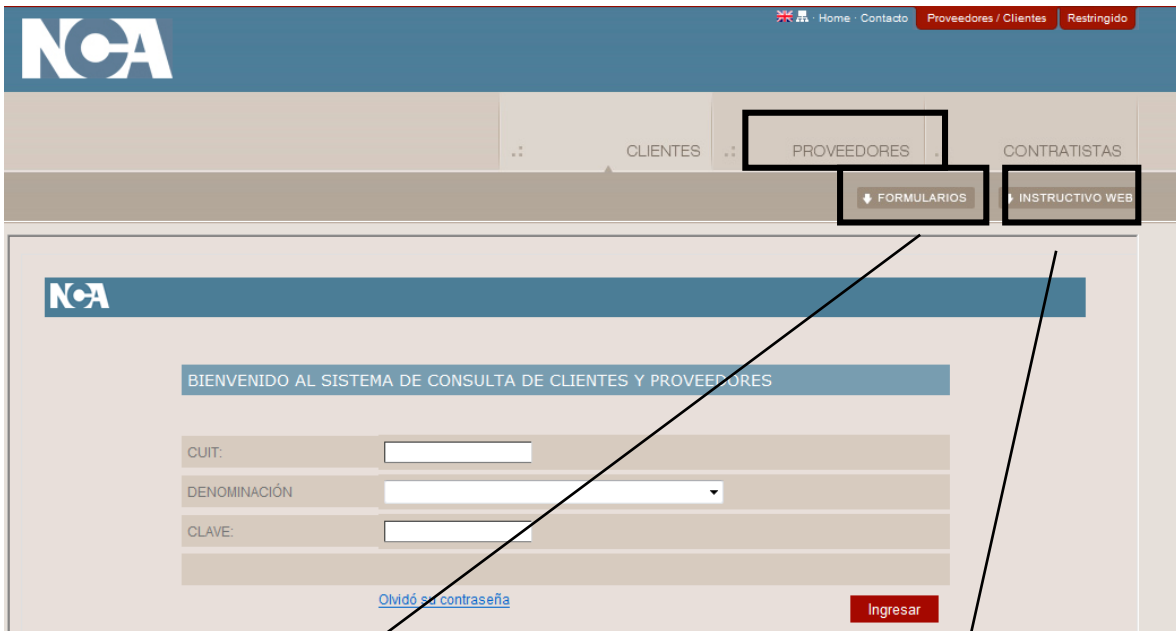 · Home · Contacto Proveedores / Clientes Restringido
NCA
.: CLIENTES .: PROVEEDORES . CONTRATISTAS
FORMULARIOS INSTRUCTIVO WEB
NCA
BIENVENIDO AL SISTEMA DE CONSULTA DE CLIENTES Y PROVEEDORES
CUIT:
DENOMINACIÓN
CLAVE:
Olvidó su contraseña
Ingresar